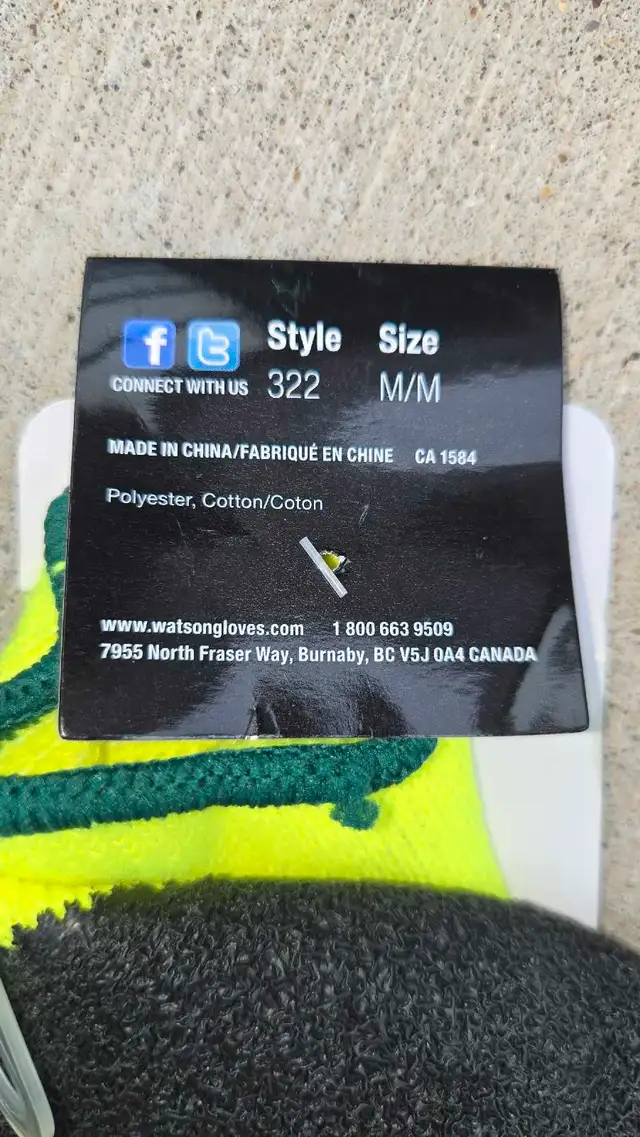 Style Size
CONNECT WITH US 322 M/M
MADE IN CHINA/FABRIQUÉ EN CHINE CA 1584
Polyester, Cotton/Coton
www.watsongloves.com 1 800 663 9509
7955 North Fraser Way, Burnaby, BC V5J 0A4 CANADA